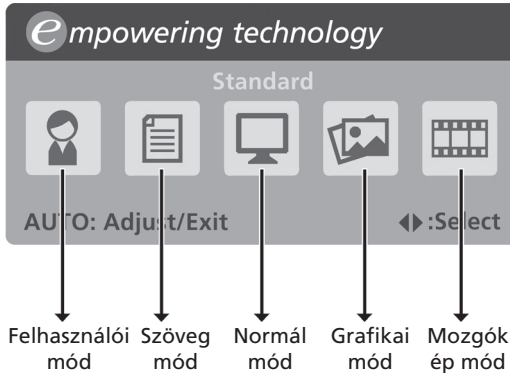 empowering technology
Standard
AUTO: Adjust/Exit ◀▶:Select
Felhasználói mód
Szöveg mód
Normál mód
Grafikai mód
Mozgók ép mód